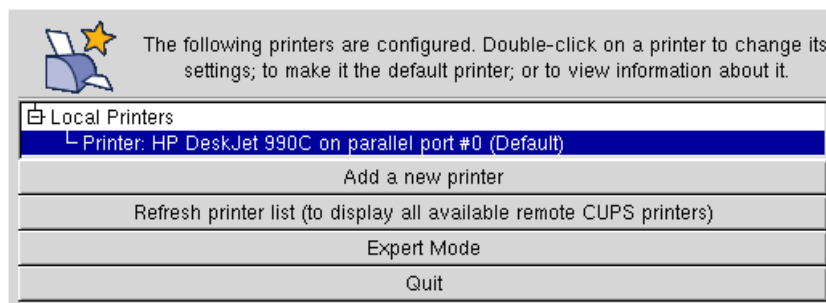 The following printers are configured. Double-click on a printer to change its
settings; to make it the default printer; or to view information about it.
Local Printers
Printer: HP DeskJet 990C on parallel port #0 (Default)
Add a new printer
Refresh printer list (to display all available remote CUPS printers)
Expert Mode
Quit